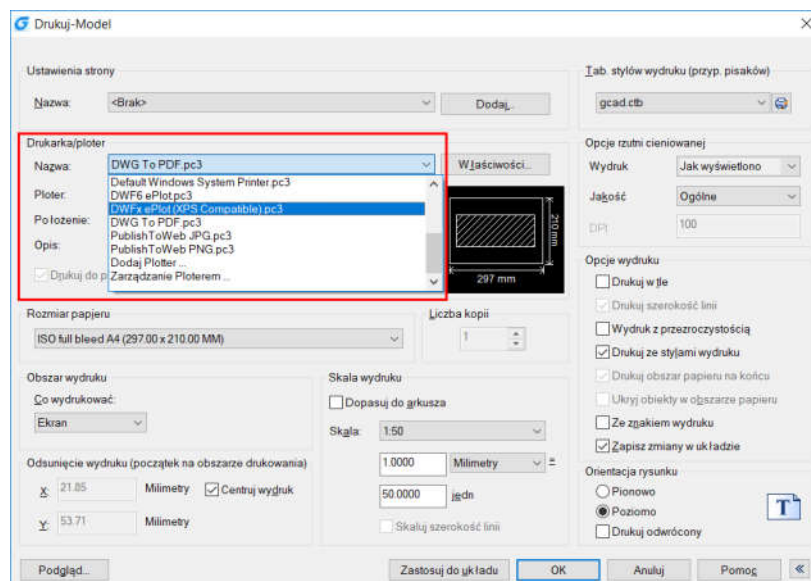 Drukuj-Model
Ustawienia strony
Nazwa: <Brak> Dodaj...
Tab. stylów wydruku (przyp. pisaków)
gcad.ctb
Drukarka/ploter
Nazwa: DWG To PDF.pc3 Właściwości...
Ploter:
Położenie:
Opis:
Drukuj do p
Default Windows System Printer.pc3
DWF6 ePlot.pc3
DWFx ePlot (XPS Compatible).pc3
DWG To PDF.pc3
PublishToWeb JPG.pc3
PublishToWeb PNG.pc3
Dodaj Plotter ...
Zarządzanie Ploterem ...
210 mm
297 mm
Opcje rzutni cieniowanej
Wydruk Jak wyświetlono
Jakość Ogólne
DPI 100
Rozmiar papieru
ISO full bleed A4 (297.00 x 210.00 MM)
Liczba kopii
1
Opcje wydruku
Drukuj w tle
Drukuj szerokość linii
Wydruk z przezroczystością
Drukuj ze stylami wydruku
Drukuj obszar papieru na końcu
Ukryj obiekty w obszarze papieru
Ze znakiem wydruku
Zapisz zmiany w układzie
Obszar wydruku
Co wydrukować:
Ekran
Skala wydruku
Dopasuj do arkusza
Skala: 1:50
1.0000 Milimetry =
50.0000 jedn
Skaluj szerokość linii
Odsunięcie wydruku (początek na obszarze drukowania)
X: 21.85 Milimetry Centruj wydruk
Y: 53.71 Milimetry
Orientacja rysunku
Pionowo
Poziomo
Drukuj odwrócony
T
Podgląd... Zastosuj do układu OK Anuluj Pomoc